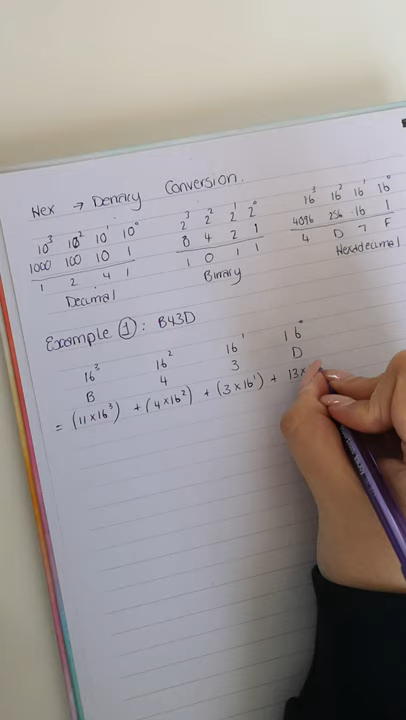 Hex → Denary Conversion.
10³ 10² 10¹ 10⁰ 2³ 2² 2¹ 2⁰ 16³ 16² 16¹ 16⁰
1000 100 10 1 8 4 2 1 4096 256 16 1
1 2 4 1 1 0 1 1 4 D 7 F
Decimal Binary Hexadecimal
Example ①: B43D
16³ 16² 16¹ 16⁰
B 4 3 D
= (11×16³) + (4×16²) + (3×16¹) + 13×